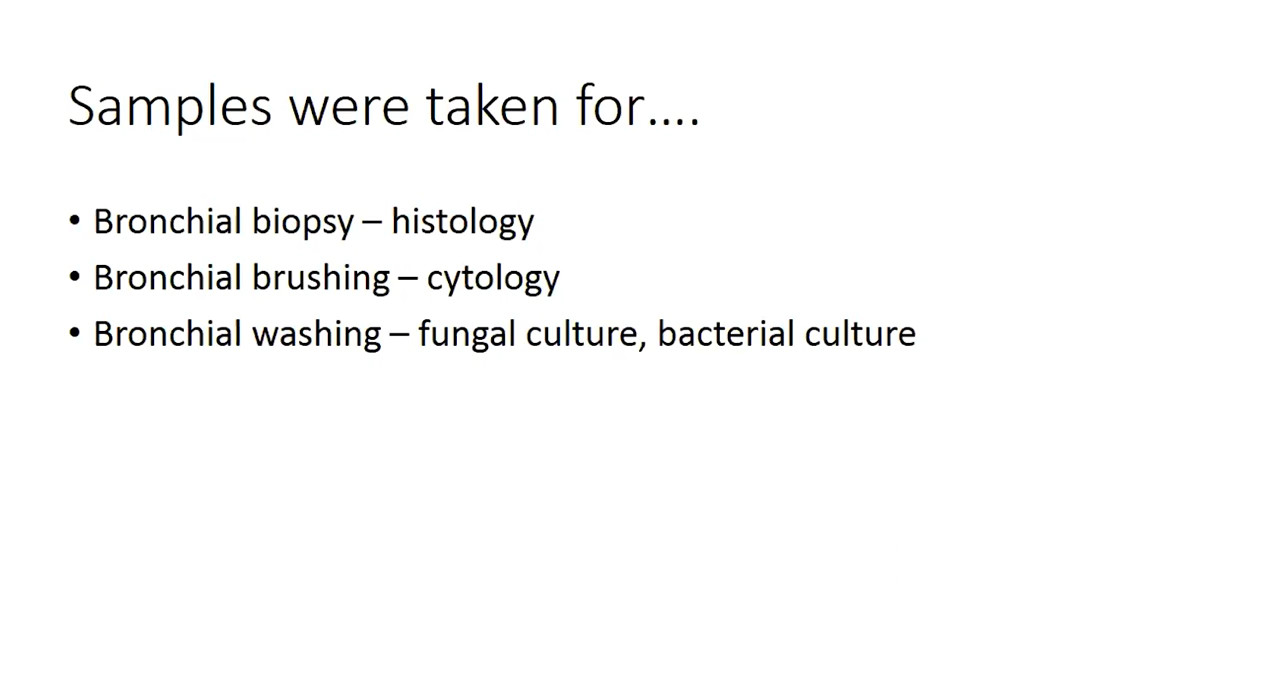 Samples were taken for....
• Bronchial biopsy – histology
• Bronchial brushing – cytology
• Bronchial washing – fungal culture, bacterial culture